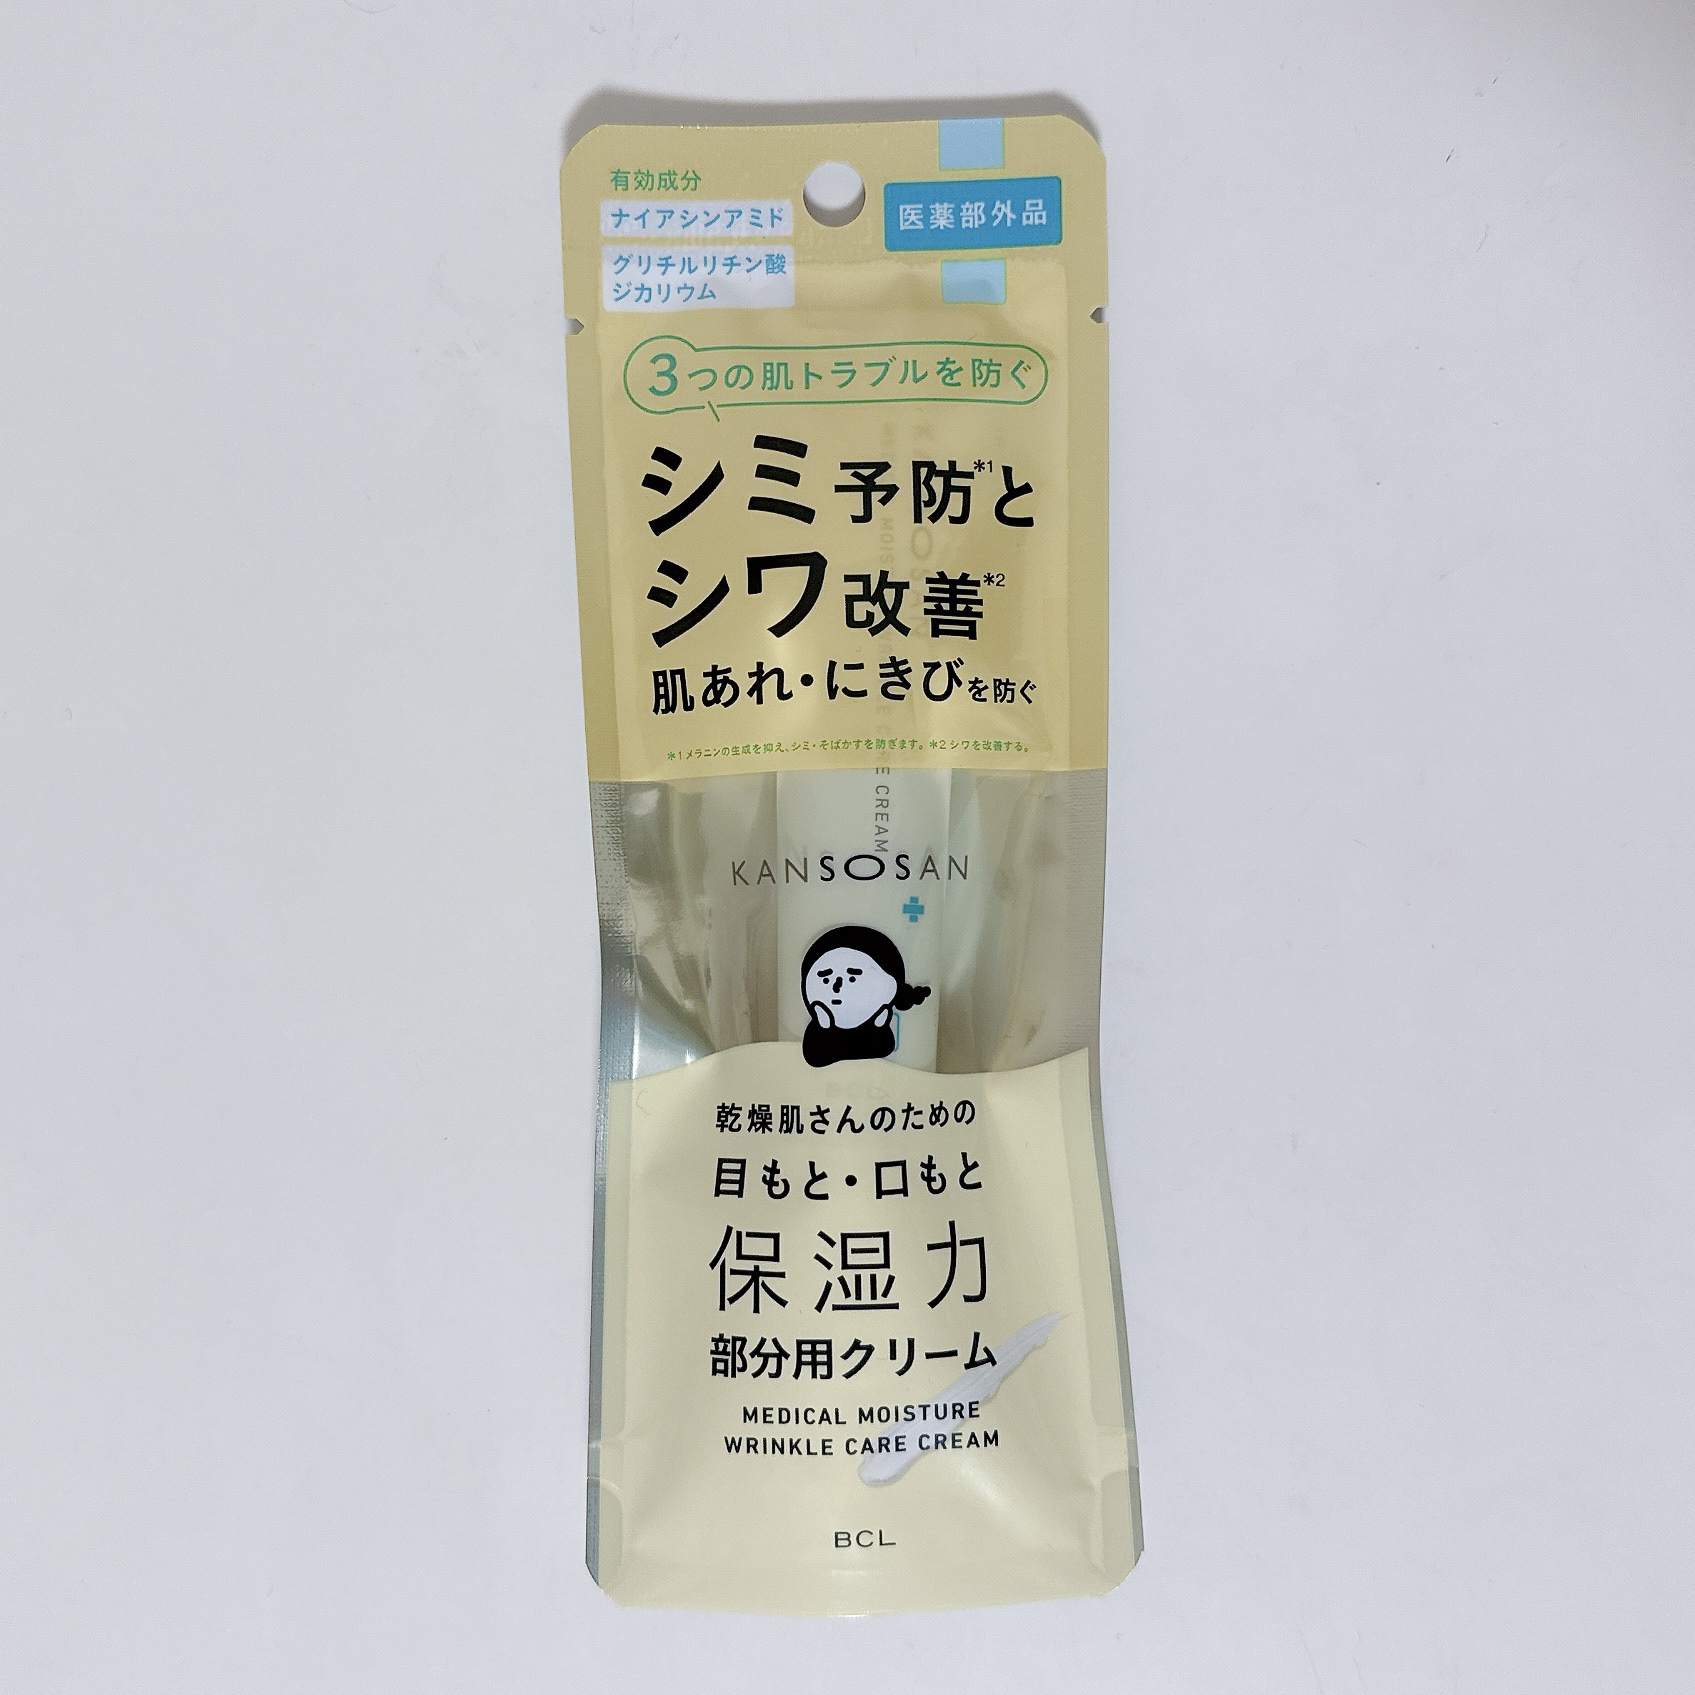 有効成分
ナイアシンアミド
グリチルリチン酸
ジカリウム
医薬部外品
3つの肌トラブルを防ぐ
シミ予防*1と
シワ改善*2
肌あれ・にきびを防ぐ
*1 メラニンの生成を抑え、シミ・そばかすを防ぎます。*2 シワを改善する。
CREAM
KANSOSAN
乾燥肌さんのための
目もと・口もと
保湿力
部分用クリーム
MEDICAL MOISTURE
WRINKLE CARE CREAM
BCL